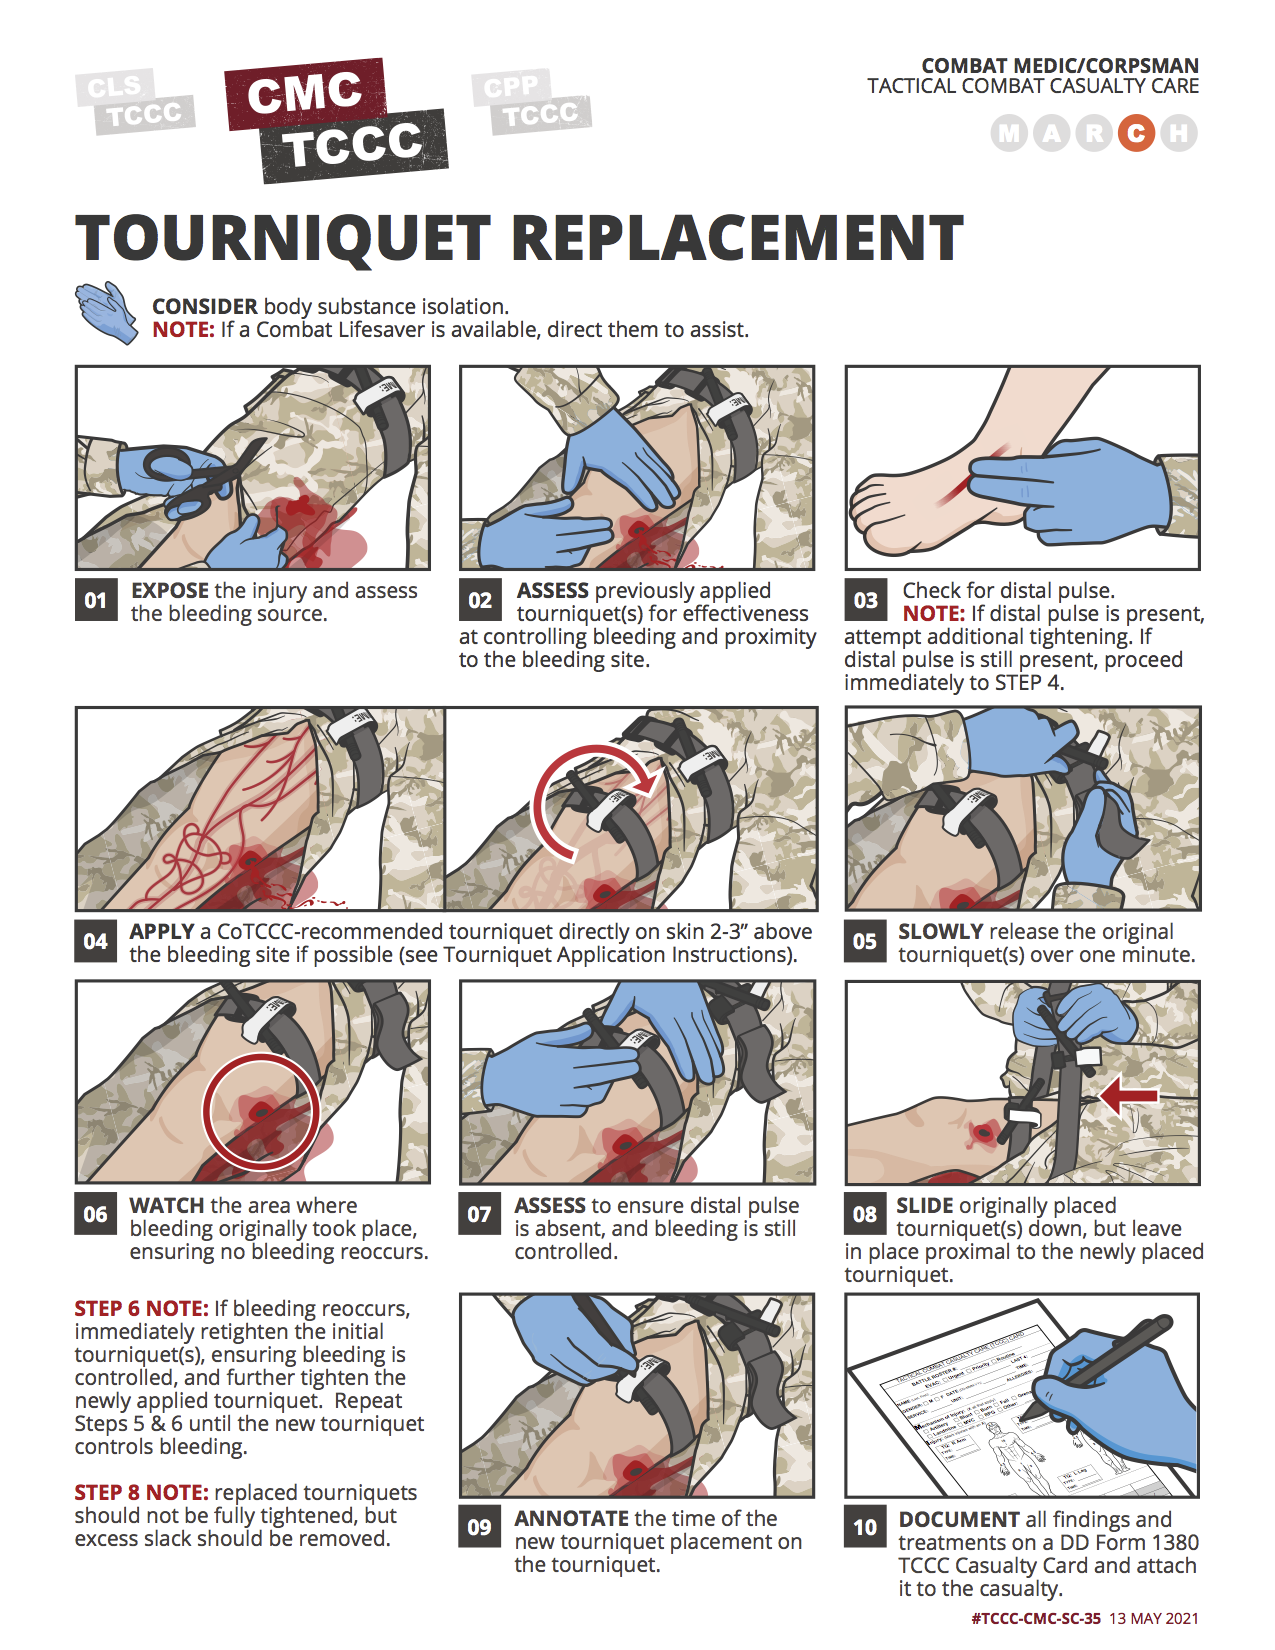 CLS
TCCC
CMC
TCCC
CPP
TCCC
COMBAT MEDIC/CORPSMAN
TACTICAL COMBAT CASUALTY CARE
M A R C H
TOURNIQUET REPLACEMENT
CONSIDER body substance isolation.
NOTE: If a Combat Lifesaver is available, direct them to assist.
01 EXPOSE the injury and assess
the bleeding source.
02 ASSESS previously applied
tourniquet(s) for effectiveness
at controlling bleeding and proximity
to the bleeding site.
03 Check for distal pulse.
NOTE: If distal pulse is present,
attempt additional tightening. If
distal pulse is still present, proceed
immediately to STEP 4.
04 APPLY a CoTCCC-recommended tourniquet directly on skin 2-3” above
the bleeding site if possible (see Tourniquet Application Instructions).
05 SLOWLY release the original
tourniquet(s) over one minute.
06 WATCH the area where
bleeding originally took place,
ensuring no bleeding reoccurs.
07 ASSESS to ensure distal pulse
is absent, and bleeding is still
controlled.
08 SLIDE originally placed
tourniquet(s) down, but leave
in place proximal to the newly placed
tourniquet.
STEP 6 NOTE: If bleeding reoccurs,
immediately retighten the initial
tourniquet(s), ensuring bleeding is
controlled, and further tighten the
newly applied tourniquet. Repeat
Steps 5 & 6 until the new tourniquet
controls bleeding.
STEP 8 NOTE: replaced tourniquets
should not be fully tightened, but
excess slack should be removed.
TACTICAL COMBAT CASUALTY CARE (TCCC) CARD
BATTLE ROSTER #:
EVAC: Urgent Priority Routine
09 ANNOTATE the time of the
new tourniquet placement on
the tourniquet.
10 DOCUMENT all findings and
treatments on a DD Form 1380
TCCC Casualty Card and attach
it to the casualty.
#TCCC-CMC-SC-35 13 MAY 2021